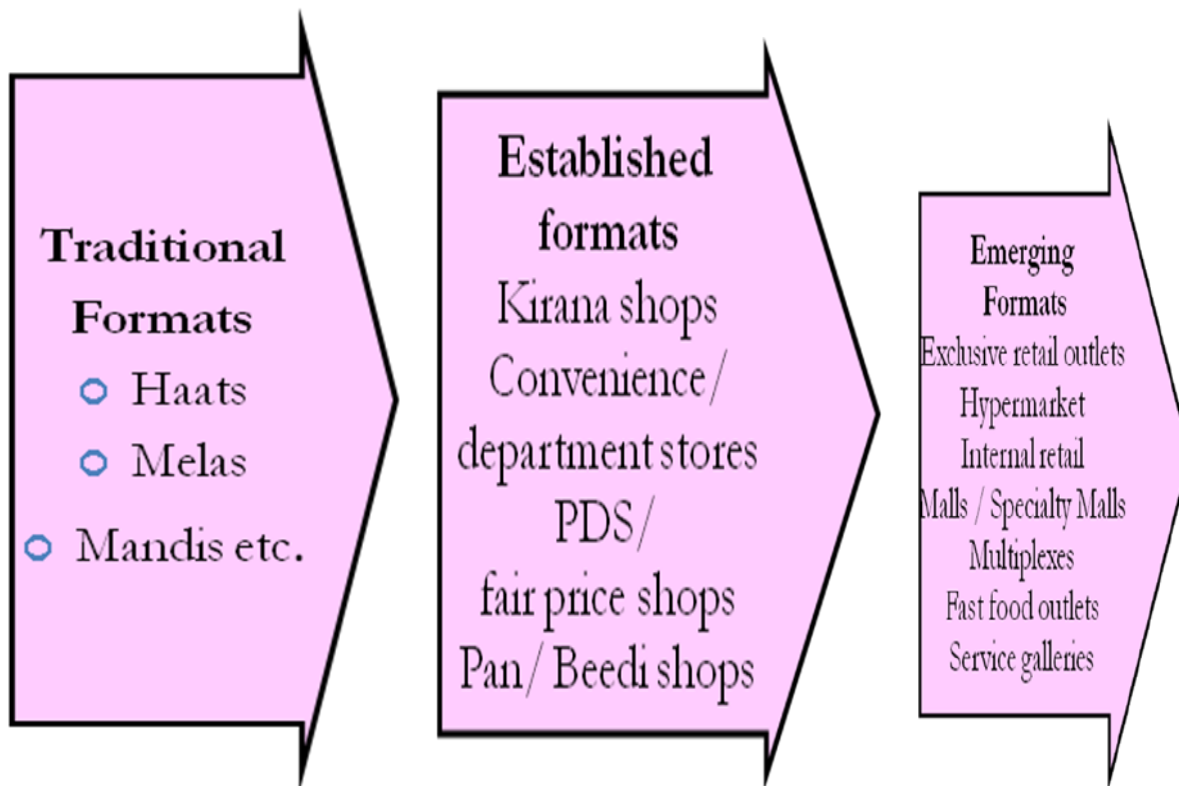 Traditional
Formats
Haats
Melas
Mandis etc.
Established
formats
Kirana shops
Convenience/
department stores
PDS/
fair price shops
Pan/ Beedi shops
Emerging
Formats
Exclusive retail outlets
Hypermarket
Internal retail
Malls / Specialty Malls
Multiplexes
Fast food outlets
Service galleries